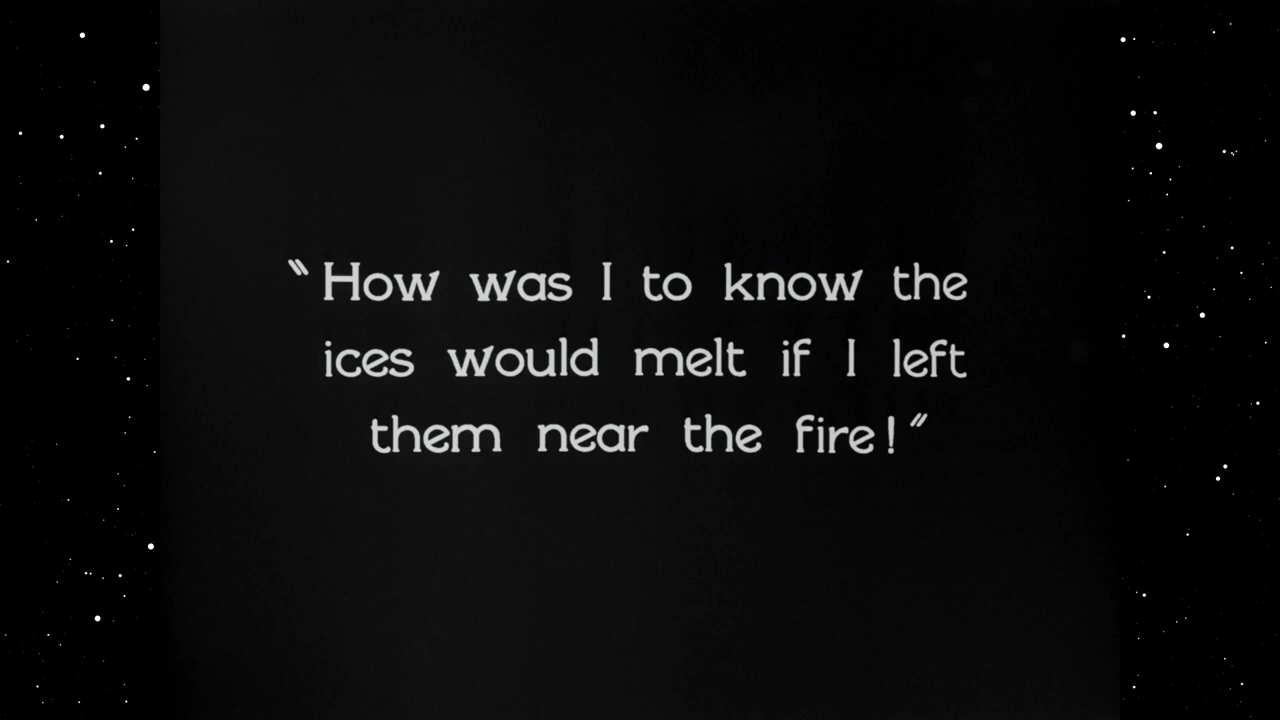 "How was I to know the
ices would melt if I left
them near the fire!"